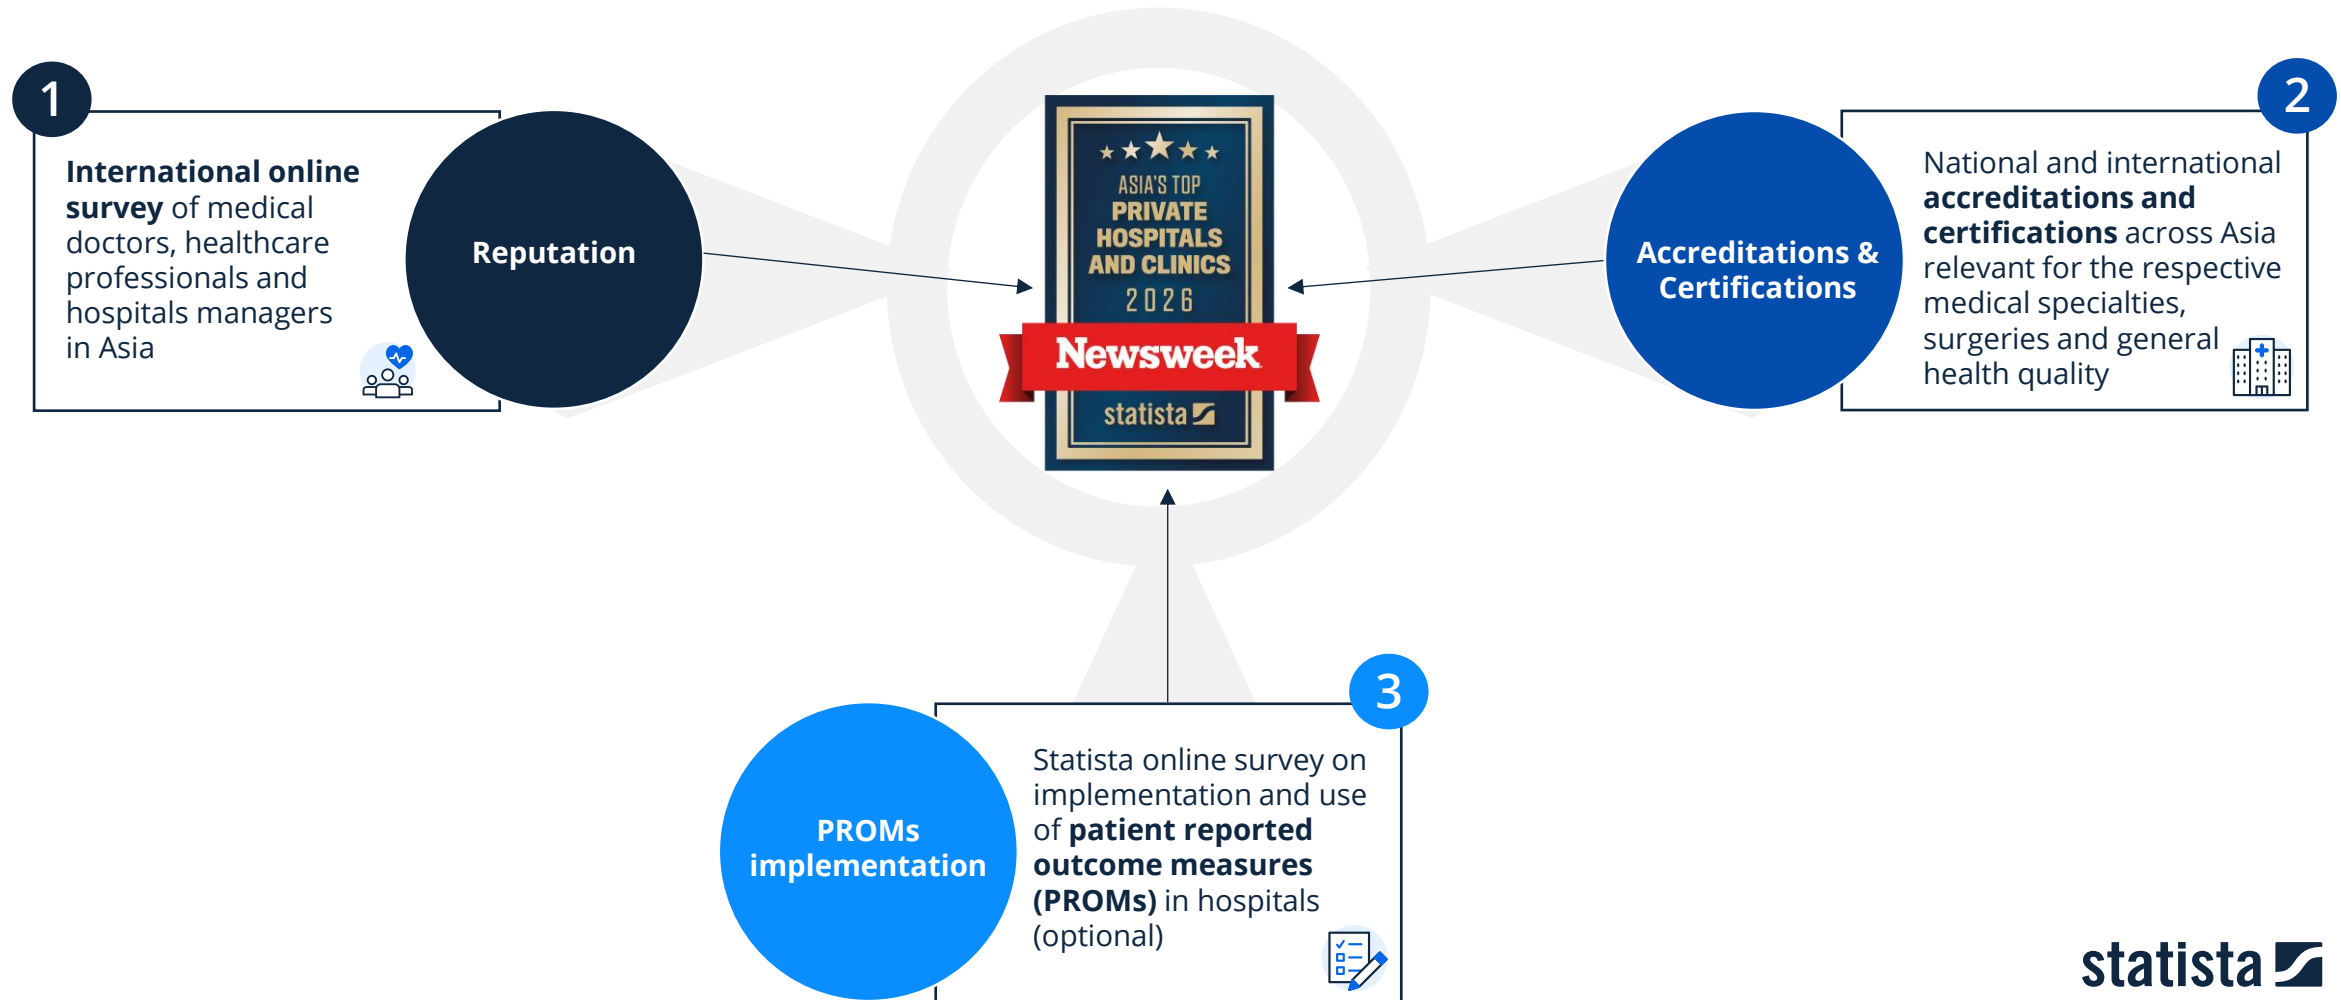 1
International online
survey of medical
doctors, healthcare
professionals and
hospitals managers
in Asia
Reputation
ASIA'S TOP
PRIVATE
HOSPITALS
AND CLINICS
2026
Newsweek
statista
Accreditations &
Certifications
2
National and international
accreditations and
certifications across Asia
relevant for the respective
medical specialties,
surgeries and general
health quality
PROMs
implementation
3
Statista online survey on
implementation and use
of patient reported
outcome measures
(PROMs) in hospitals
(optional)
statista